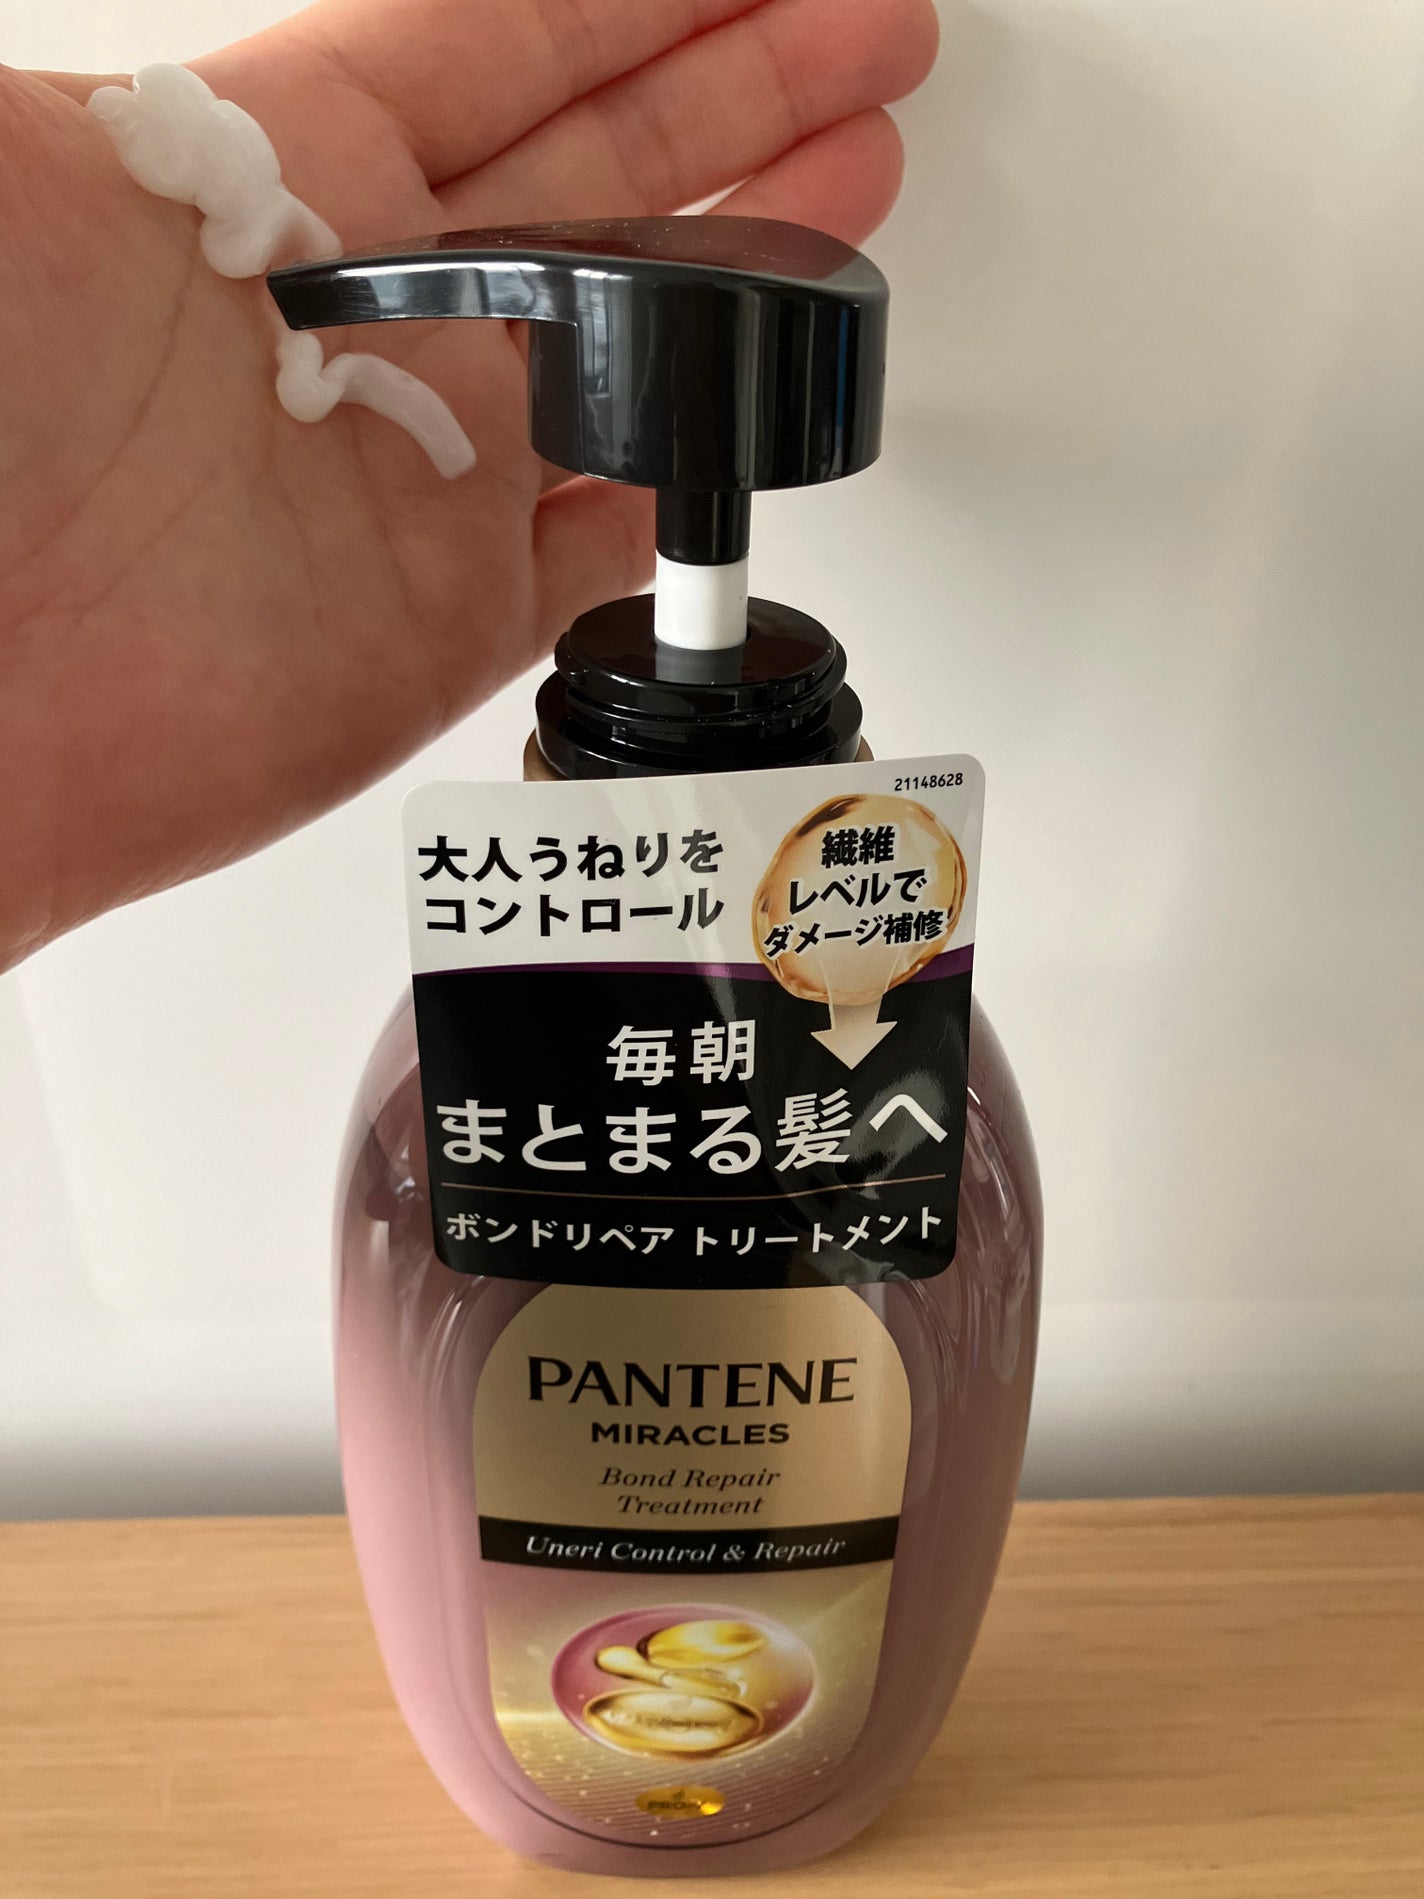 21148628
大人うねりを
コントロール
繊維
レベルで
ダメージ補修
毎朝
まとまる髪へ
ボンドリペア トリートメント
PANTENE
MIRACLES
Bond Repair
Treatment
Uneri Control & Repair